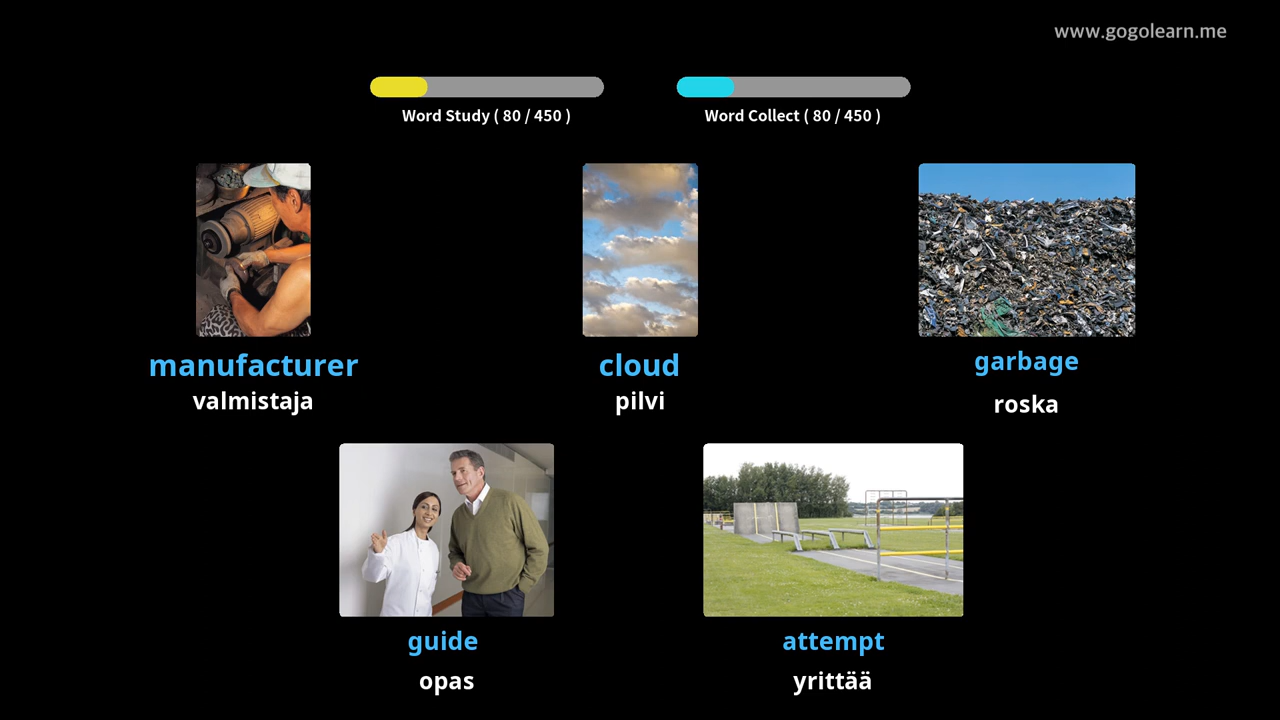 www.gogolearn.me
Word Study ( 80 / 450 )
Word Collect ( 80 / 450 )
manufacturer
valmistaja
cloud
pilvi
garbage
roska
guide
opas
attempt
yrittää